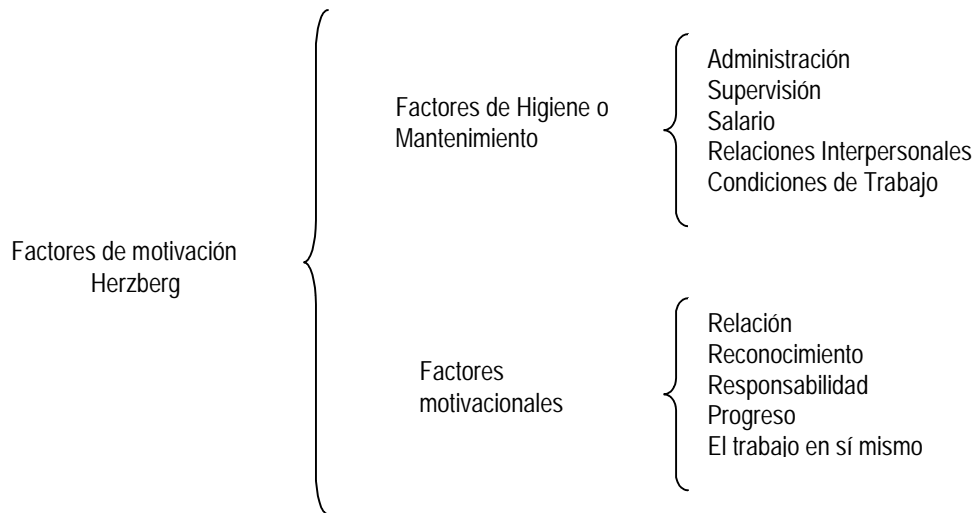 Factores de motivación
Herzberg
Factores de Higiene o
Mantenimiento
Administración
Supervisión
Salario
Relaciones Interpersonales
Condiciones de Trabajo
Factores
motivacionales
Relación
Reconocimiento
Responsabilidad
Progreso
El trabajo en sí mismo